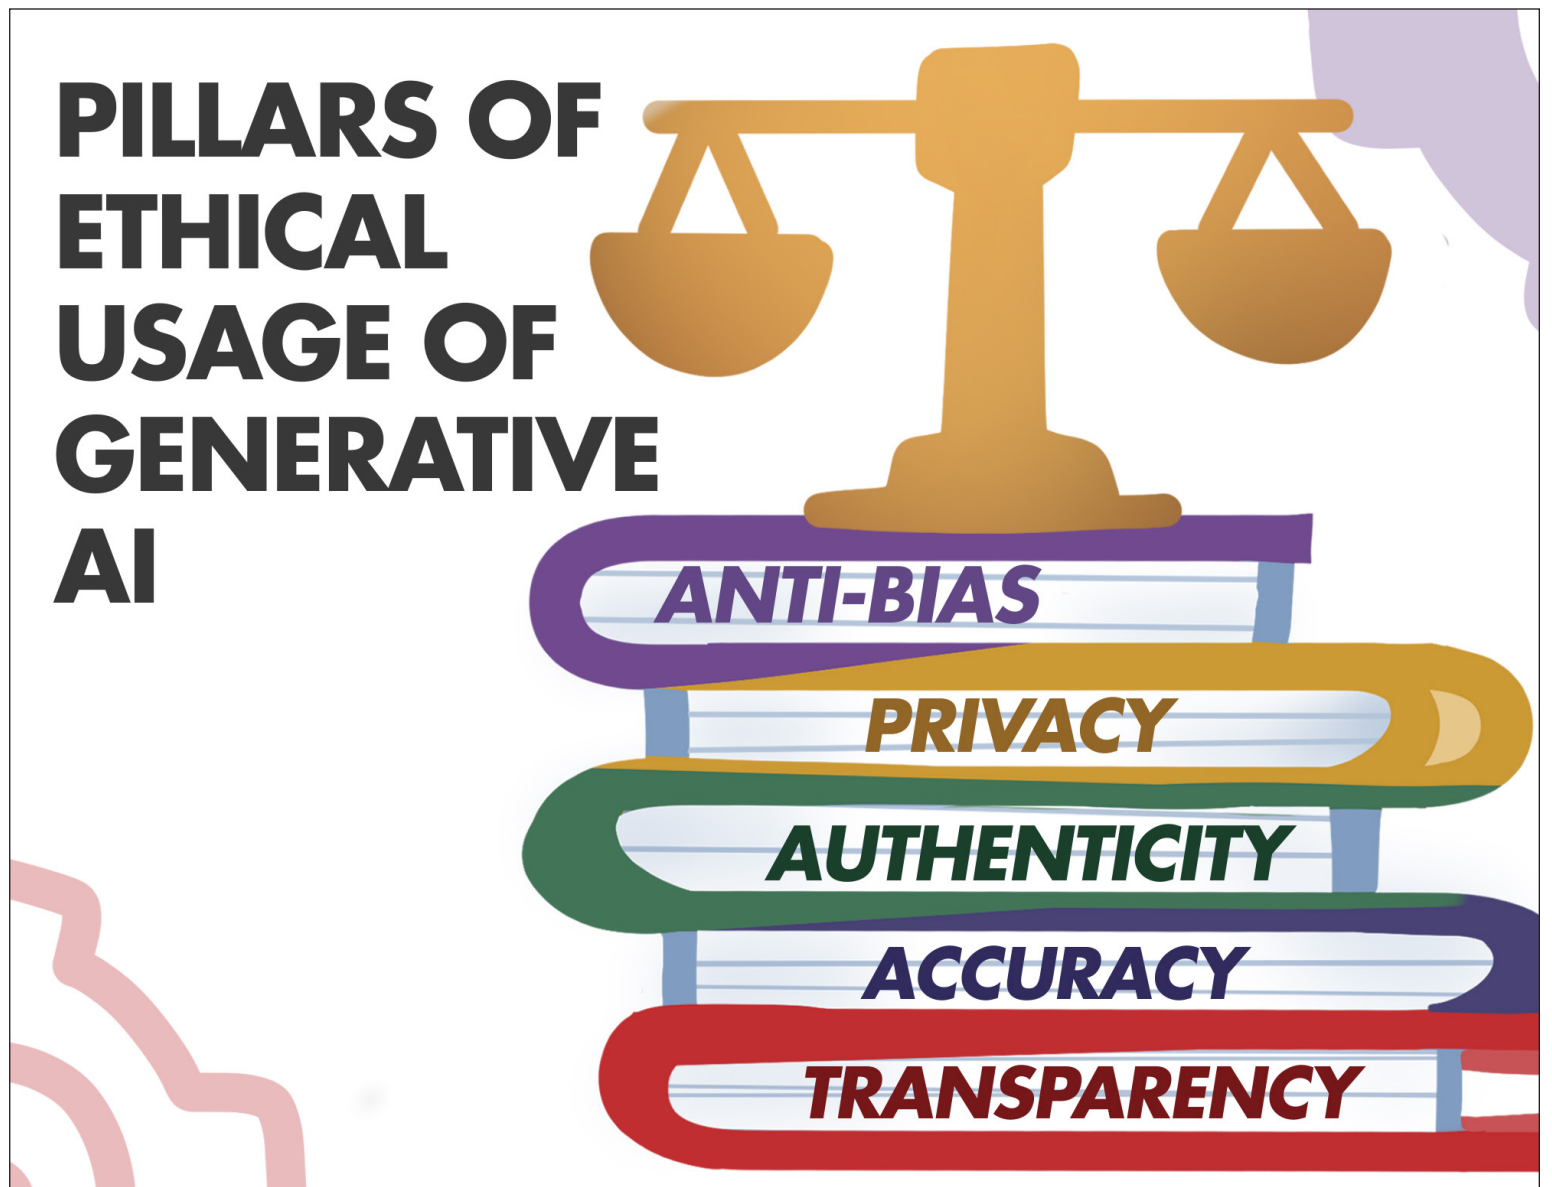 PILLARS OF
ETHICAL
USAGE OF
GENERATIVE
AI
ANTI-BIAS
PRIVACY
AUTHENTICITY
ACCURACY
TRANSPARENCY